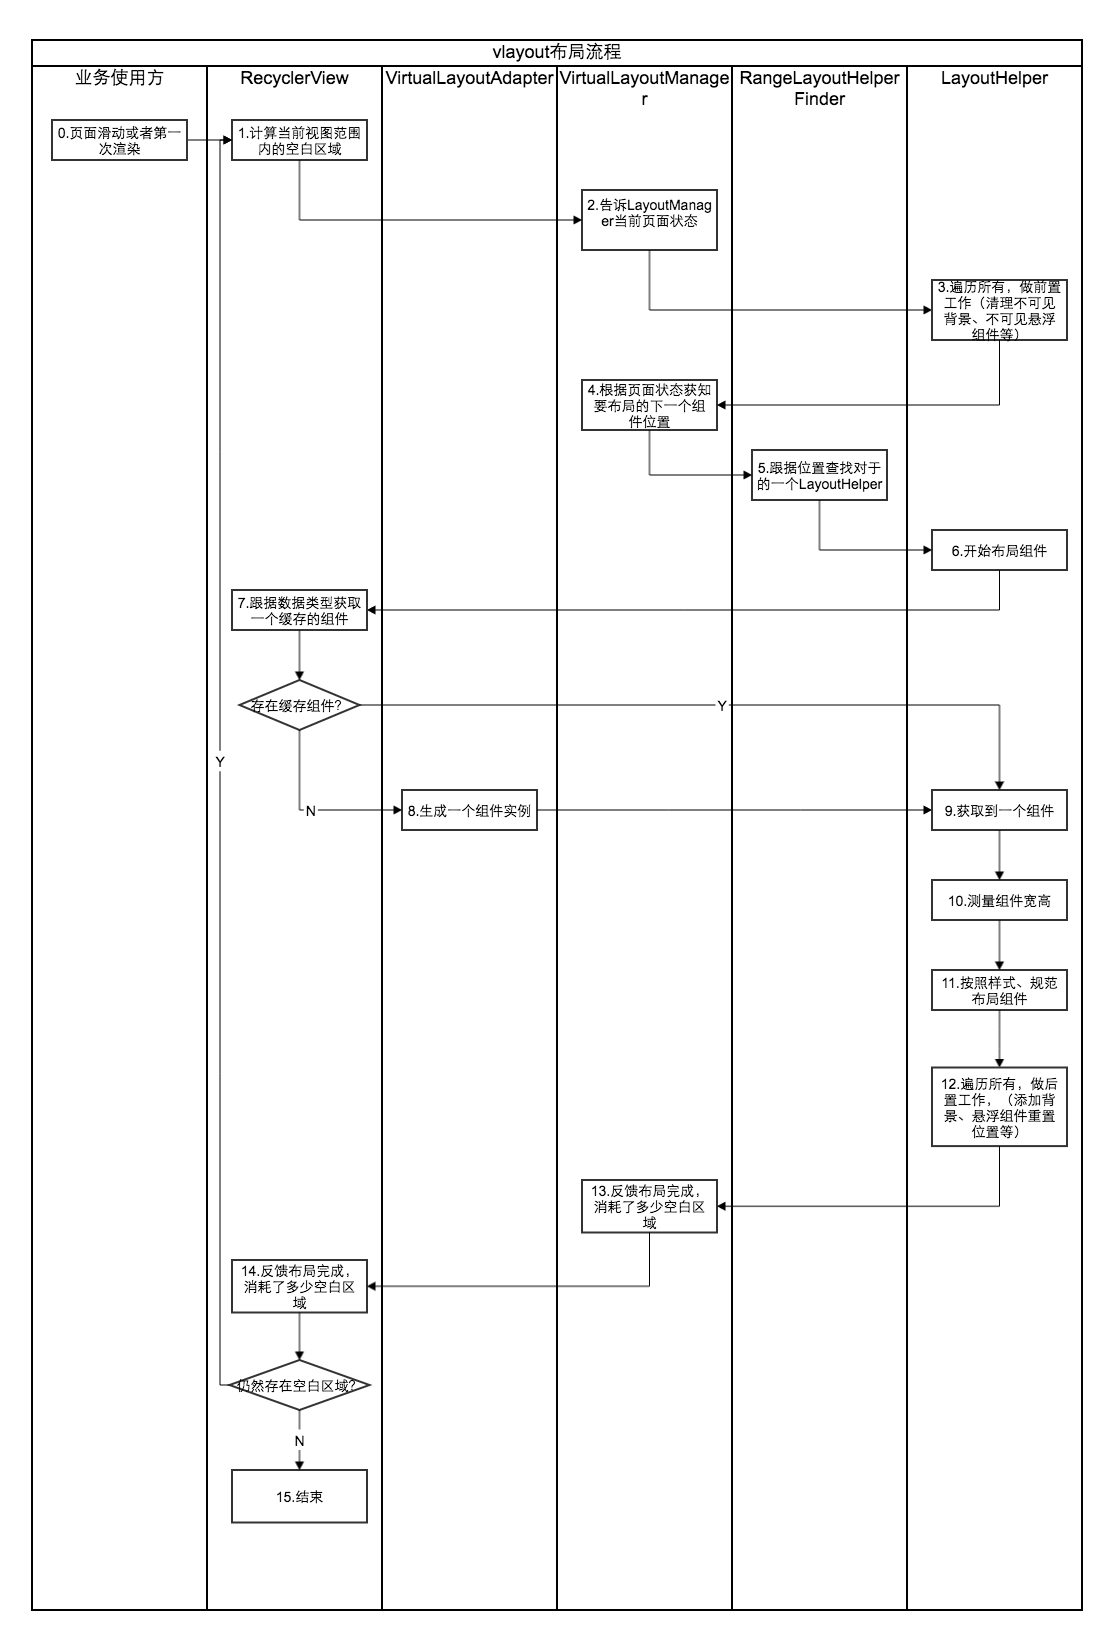 vlayout布局流程
业务使用方
RecyclerView
VirtualLayoutAdapter
VirtualLayoutManage
r
RangeLayoutHelper
Finder
LayoutHelper
0.页面滑动或者第一
次渲染
1.计算当前视图范围
内的空白区域
2.告诉LayoutManag
er当前页面状态
3.遍历所有，做前置
工作（清理不可见
背景、不可见悬浮
组件等）
4.根据页面状态获知
要布局的下一个组
件位置
5.跟据位置查找对于
的一个LayoutHelper
6.开始布局组件
7.跟据数据类型获取
一个缓存的组件
存在缓存组件?
Y
Y
N
8.生成一个组件实例
9.获取到一个组件
10.测量组件宽高
11.按照样式、规范
布局组件
12.遍历所有，做后
置工作，（添加背
景、悬浮组件重置
位置等）
13.反馈布局完成，
消耗了多少空白区
域
14.反馈布局完成，
消耗了多少空白区
域
仍然存在空白区域?
N
15.结束